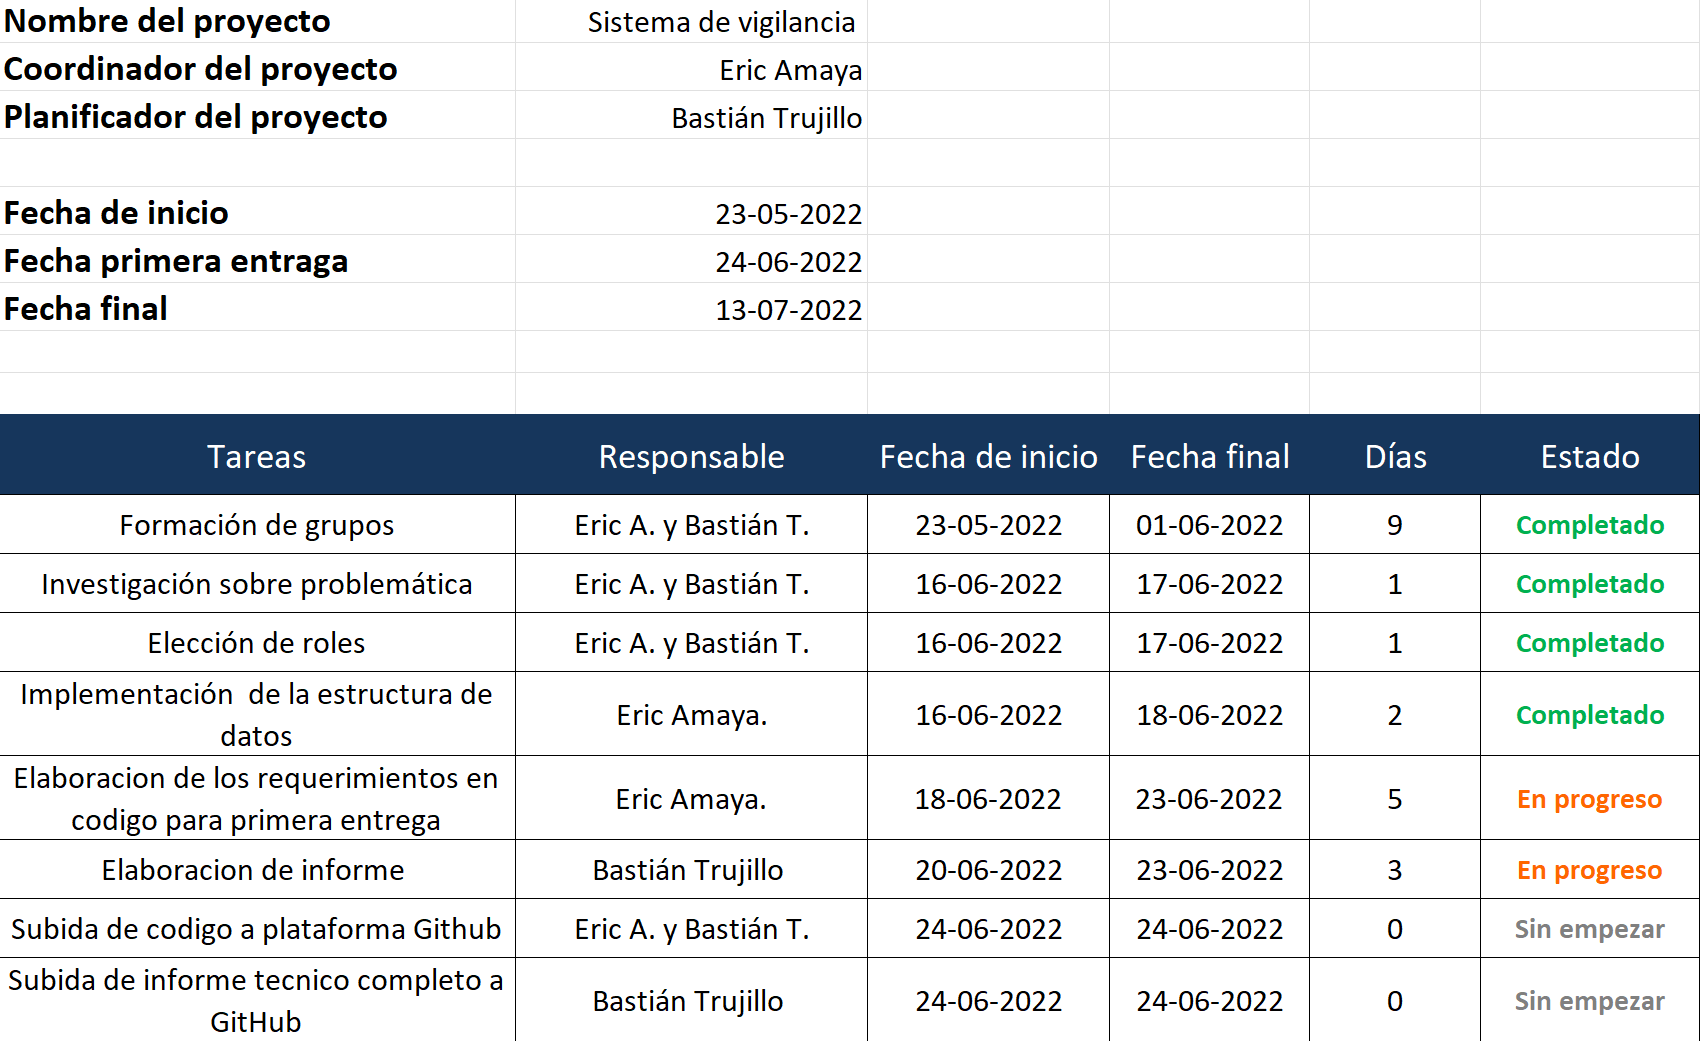 Nombre del proyecto Sistema de vigilancia
Coordinador del proyecto Eric Amaya
Planificador del proyecto Bastián Trujillo
Fecha de inicio 23-05-2022
Fecha primera entraga 24-06-2022
Fecha final 13-07-2022
Tareas Responsable Fecha de inicio Fecha final Días Estado
Formación de grupos Eric A. y Bastián T. 23-05-2022 01-06-2022 9 Completado
Investigación sobre problemática Eric A. y Bastián T. 16-06-2022 17-06-2022 1 Completado
Elección de roles Eric A. y Bastián T. 16-06-2022 17-06-2022 1 Completado
Implementación  de la estructura de
datos Eric Amaya. 16-06-2022 18-06-2022 2 Completado
Elaboracion de los requerimientos en
codigo para primera entrega Eric Amaya. 18-06-2022 23-06-2022 5 En progreso
Elaboracion de informe Bastián Trujillo 20-06-2022 23-06-2022 3 En progreso
Subida de codigo a plataforma Github Eric A. y Bastián T. 24-06-2022 24-06-2022 0 Sin empezar
Subida de informe tecnico completo a
GitHub Bastián Trujillo 24-06-2022 24-06-2022 0 Sin empezar